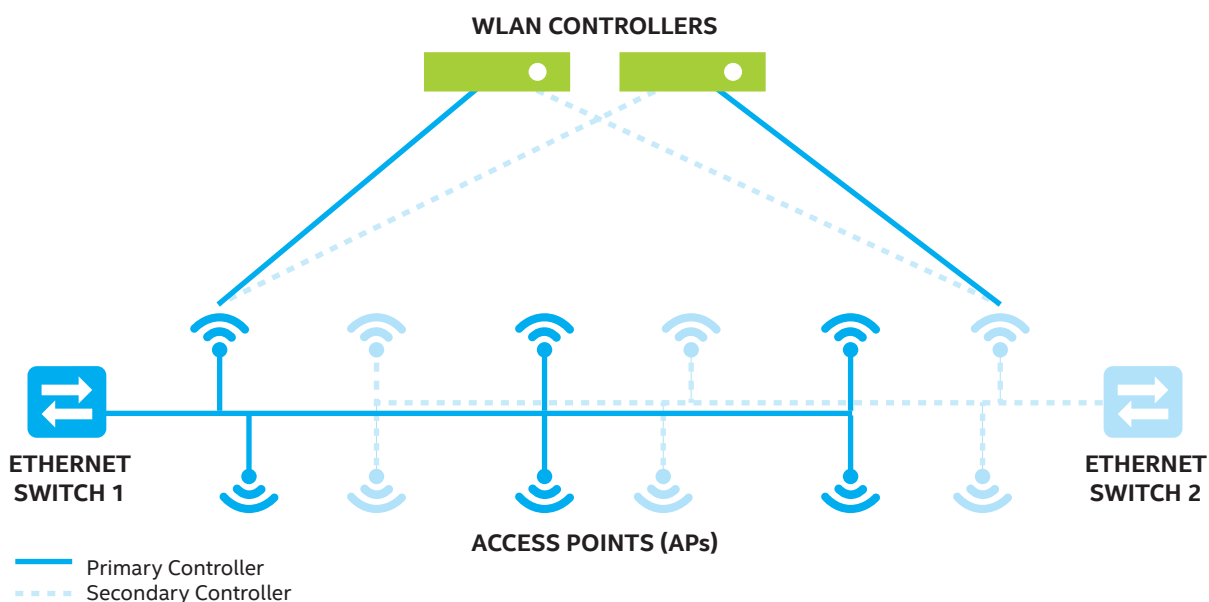 WLAN CONTROLLERS
ETHERNET
SWITCH 1
ETHERNET
SWITCH 2
ACCESS POINTS (APs)
Primary Controller
Secondary Controller